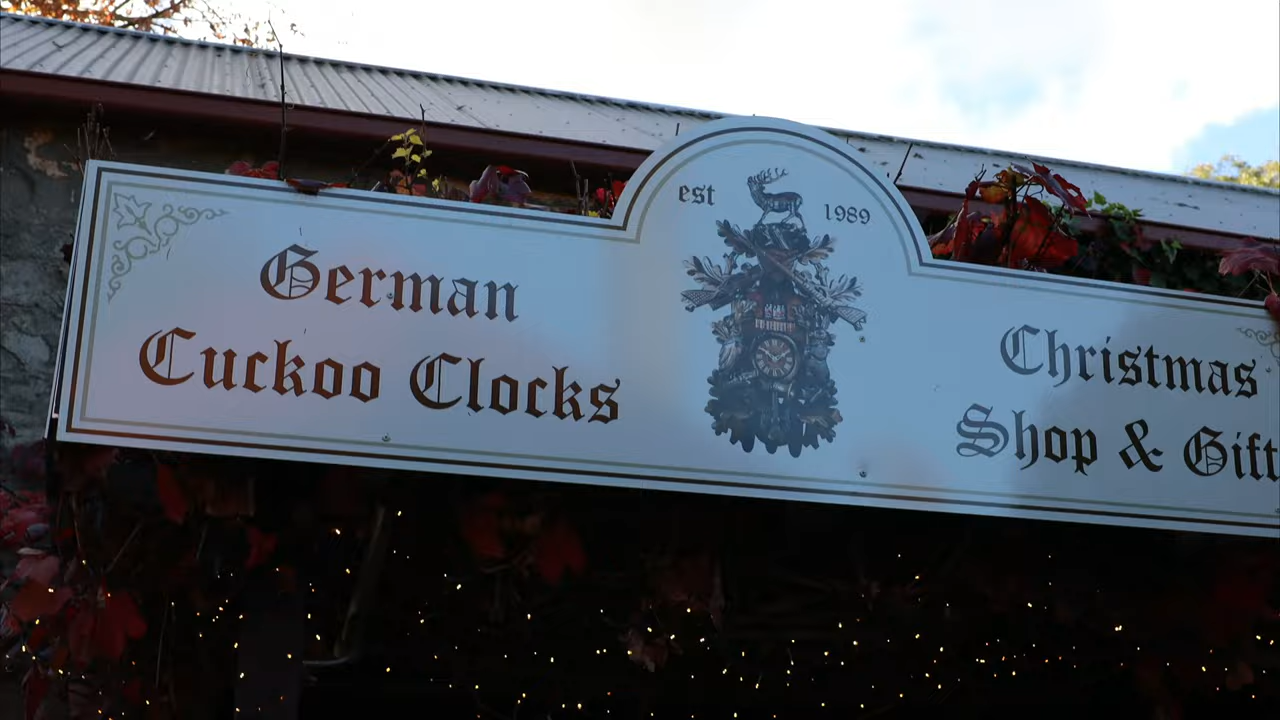 German
Cuckoo Clocks
est
1989
Christmas
Shop & Gift